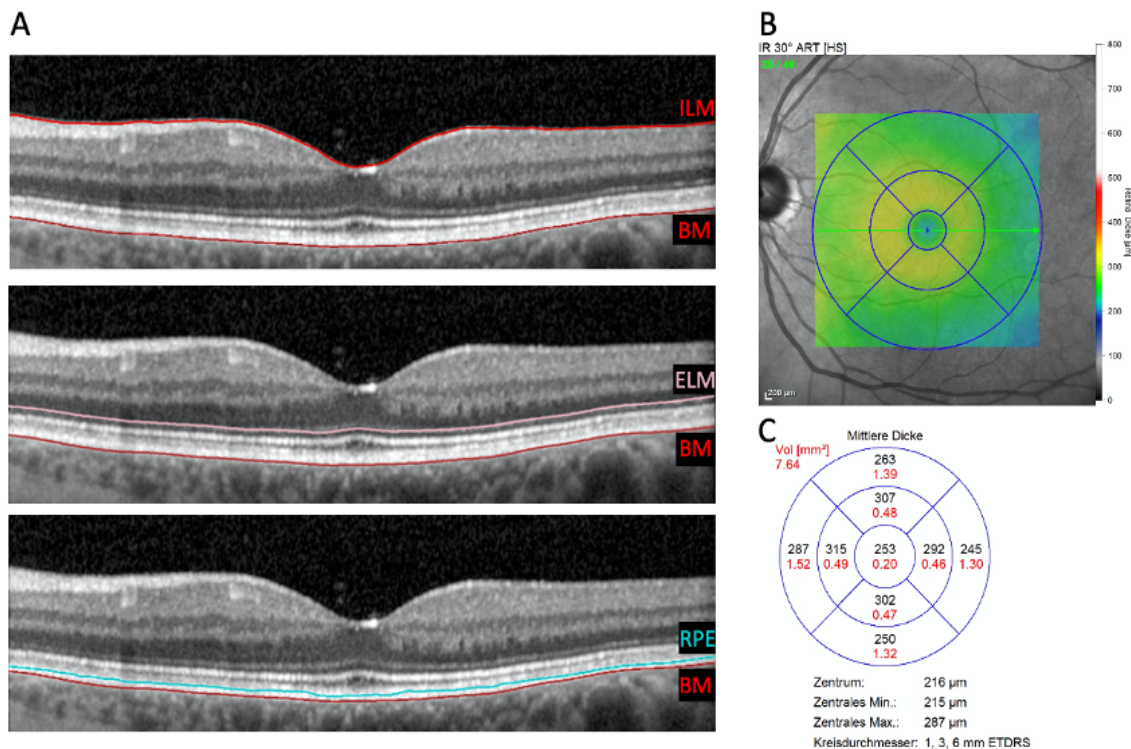 A
ILM
BM
ELM
BM
RPE
BM
B
IR 30° ART [HS]
800
700
600
500
400
300
200
100
0
Retina Dicke [µm]
200 µm
C
Mittlere Dicke
Vol [mm³]
7.64
263
1.39
307
0.48
287 315 253 292 245
1.52 0.49 0.20 0.46 1.30
302
0.47
250
1.32
Zentrum: 216 µm
Zentrales Min.: 215 µm
Zentrales Max.: 287 µm
Kreisdurchmesser: 1, 3, 6 mm ETDRS